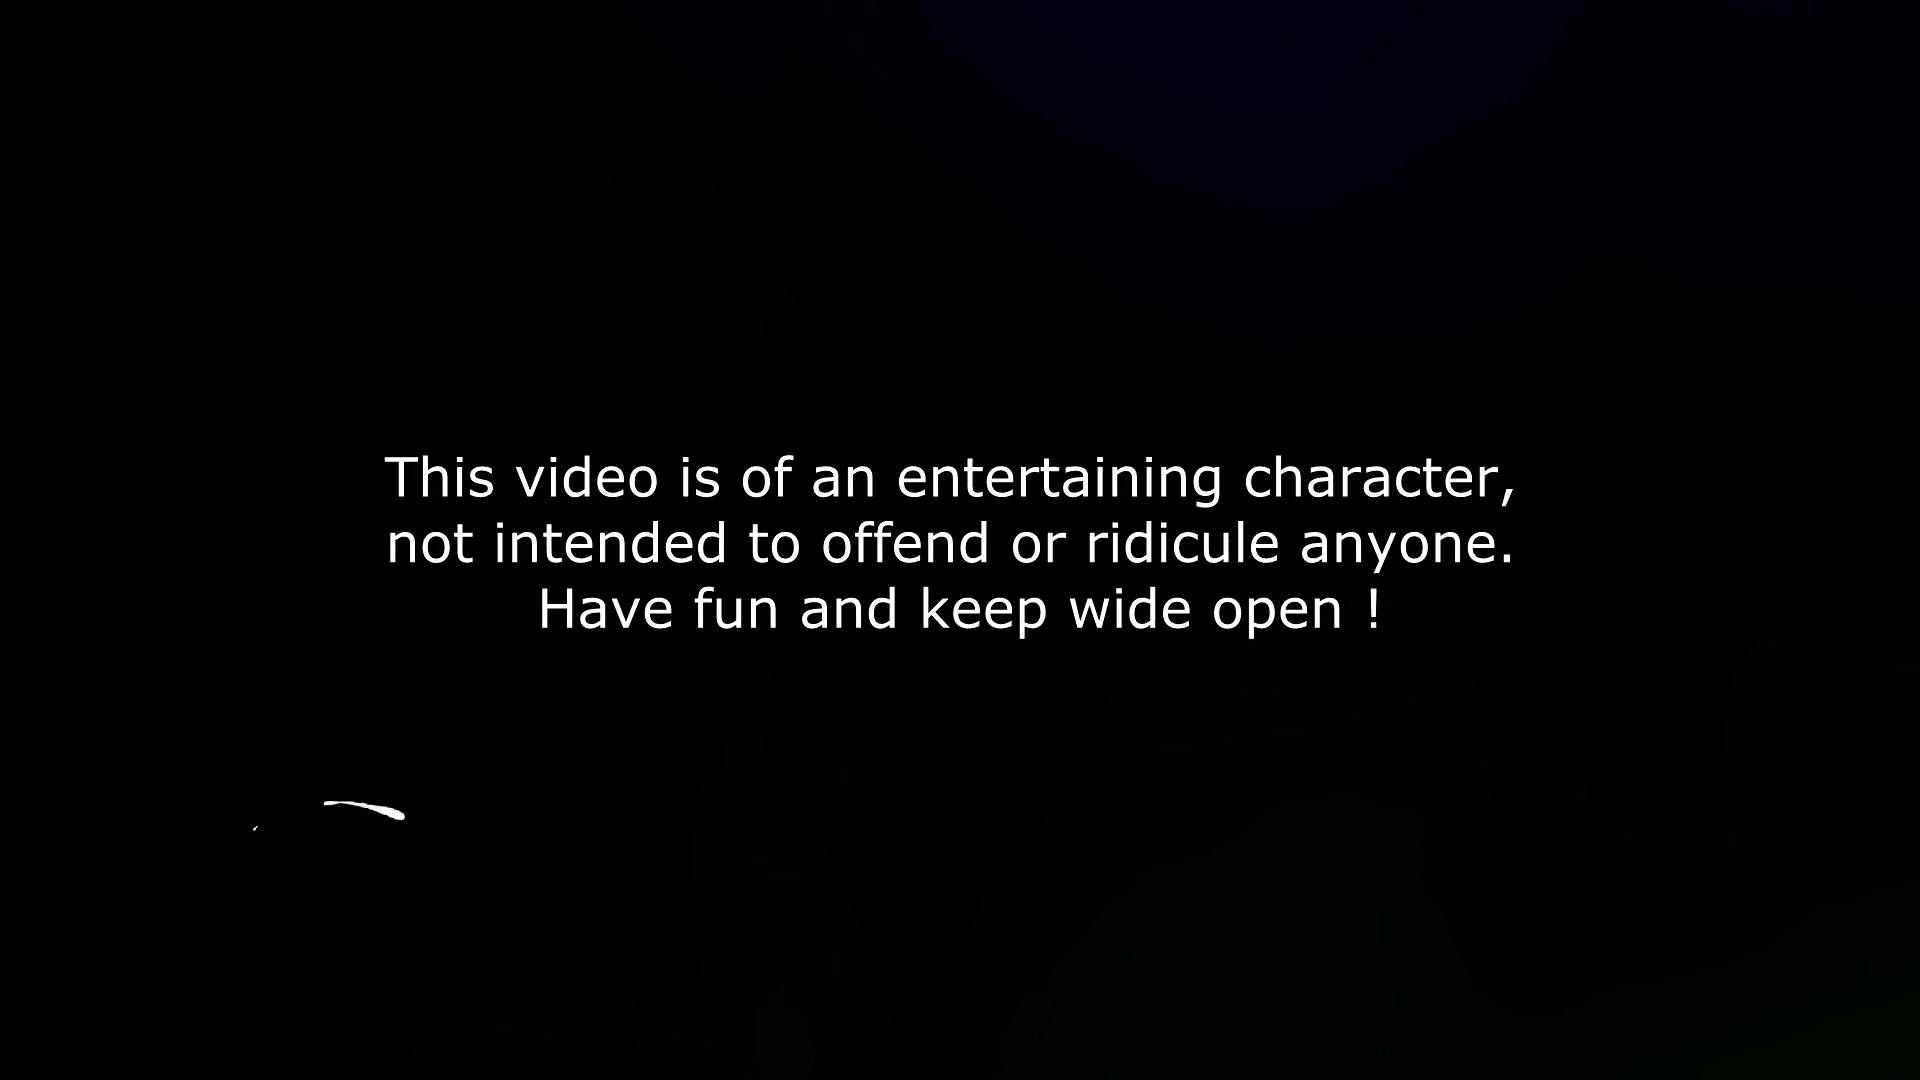 This video is of an entertaining character,
not intended to offend or ridicule anyone.
Have fun and keep wide open !